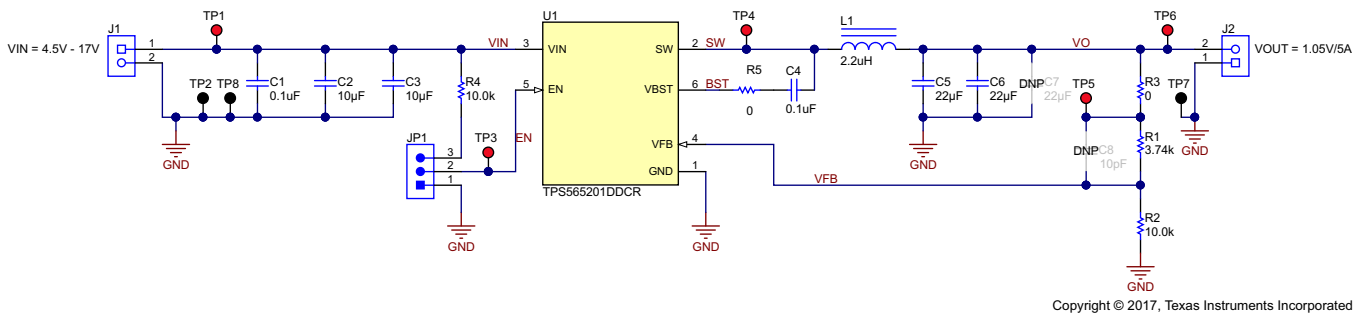 VIN = 4.5V - 17V
J1
1
2
TP1
TP2
TP8
GND
C1
0.1uF
C2
10µF
C3
10µF
VIN
R4
10.0k
JP1
3
2
1
GND
TP3
EN
U1
3
VIN
5
EN
SW
2
VBST
6
VFB
4
GND
1
TPS565201DDCR
SW
TP4
BST
R5
0
C4
0.1uF
GND
L1
2.2uH
C5
22µF
C6
22µF
DNP
C7
22µF
GND
VO
TP5
DNP
C8
10pF
VFB
R3
0
R1
3.74k
R2
10.0k
GND
TP6
TP7
GND
J2
2
1
VOUT = 1.05V/5A
Copyright © 2017, Texas Instruments Incorporated